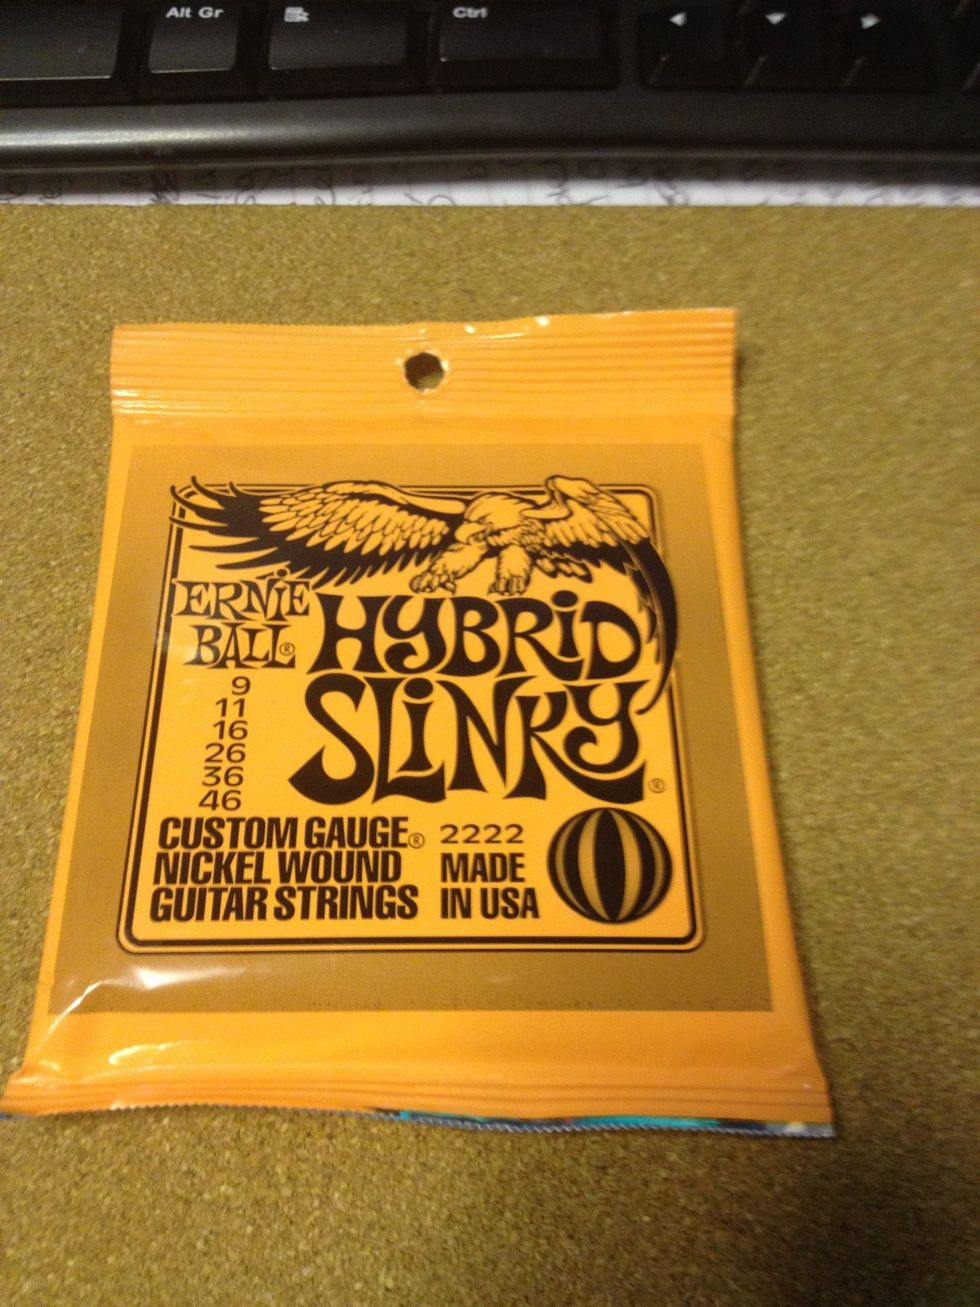 Alt Gr
Ctrl
ERNIE
BALL®
HYBRID
SLINKY®
9
11
16
26
36
46
CUSTOM GAUGE®
NICKEL WOUND
GUITAR STRINGS
2222
MADE
IN USA